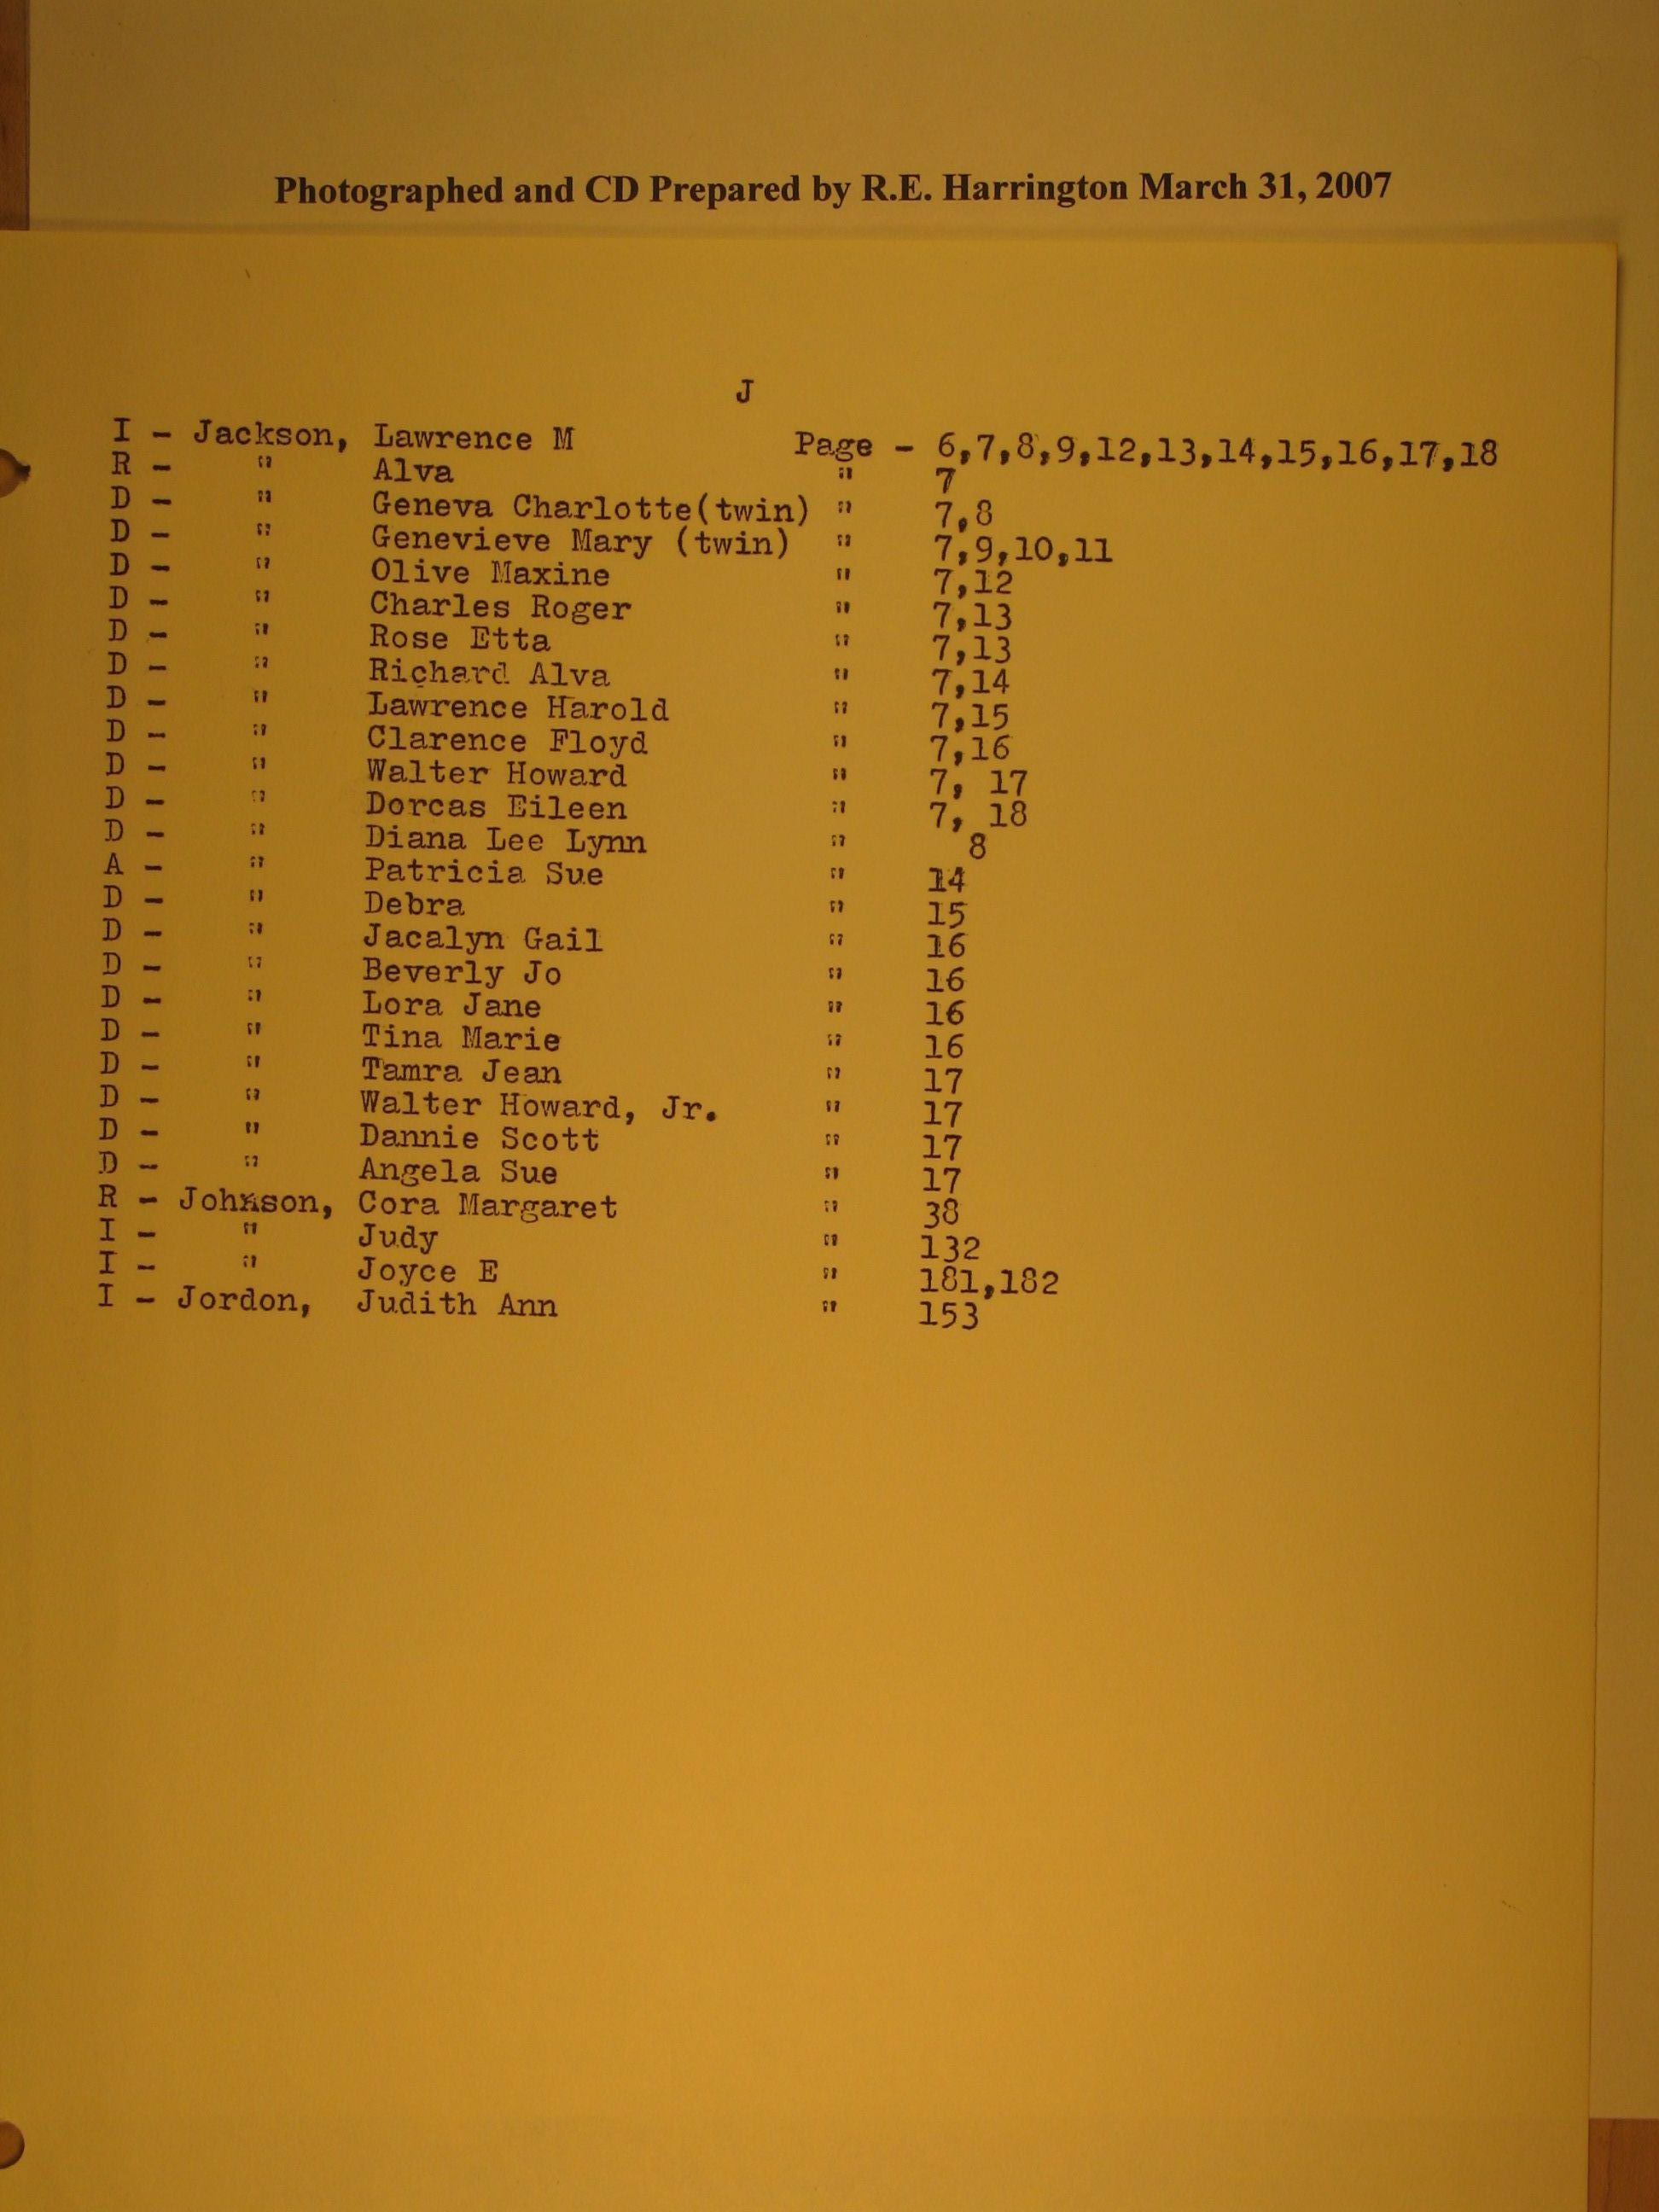 Photographed and CD Prepared by R.E. Harrington March 31, 2007
J
I - Jackson, Lawrence M Page - 6,7,8,9,12,13,14,15,16,17,18
R - " Alva " 7
D - " Geneva Charlotte(twin) " 7,8
D - " Genevieve Mary (twin) " 7,9,10,11
D - " Olive Maxine " 7,12
D - " Charles Roger " 7,13
D - " Rose Etta " 7,13
D - " Richard Alva " 7,14
D - " Lawrence Harold " 7,15
D - " Clarence Floyd " 7,16
D - " Walter Howard " 7, 17
D - " Dorcas Eileen " 7, 18
D - " Diana Lee Lynn " 8
A - " Patricia Sue " 14
D - " Debra " 15
D - " Jacalyn Gail " 16
D - " Beverly Jo " 16
D - " Lora Jane " 16
D - " Tina Marie " 16
D - " Tamra Jean " 17
D - " Walter Howard, Jr. " 17
D - " Dannie Scott " 17
D - " Angela Sue " 17
R - Johnson, Cora Margaret " 38
I - " Judy " 132
I - " Joyce E " 181,182
I - Jordon, Judith Ann " 153